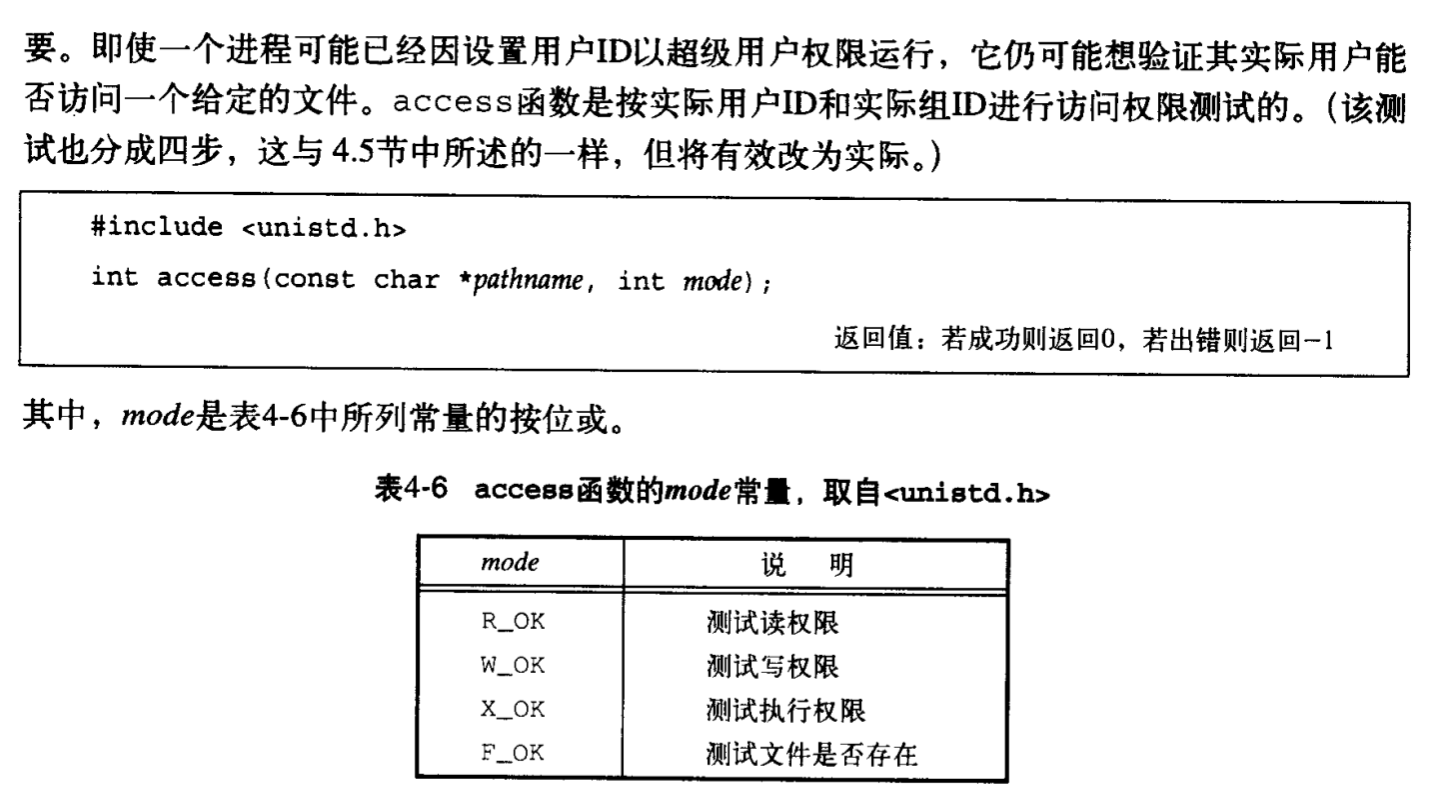 要。即使一个进程可能已经因设置用户ID以超级用户权限运行，它仍可能想验证其实际用户能
否访问一个给定的文件。access函数是按实际用户ID和实际组ID进行访问权限测试的。（该测
试也分成四步，这与 4.5节中所述的一样，但将有效改为实际。）
#include <unistd.h>
int access(const char *pathname, int mode);
返回值：若成功则返回0，若出错则返回-1
其中，mode是表4-6中所列常量的按位或。
表4-6 access函数的mode常量，取自<unistd.h>
mode 说 明
R_OK 测试读权限
W_OK 测试写权限
X_OK 测试执行权限
F_OK 测试文件是否存在